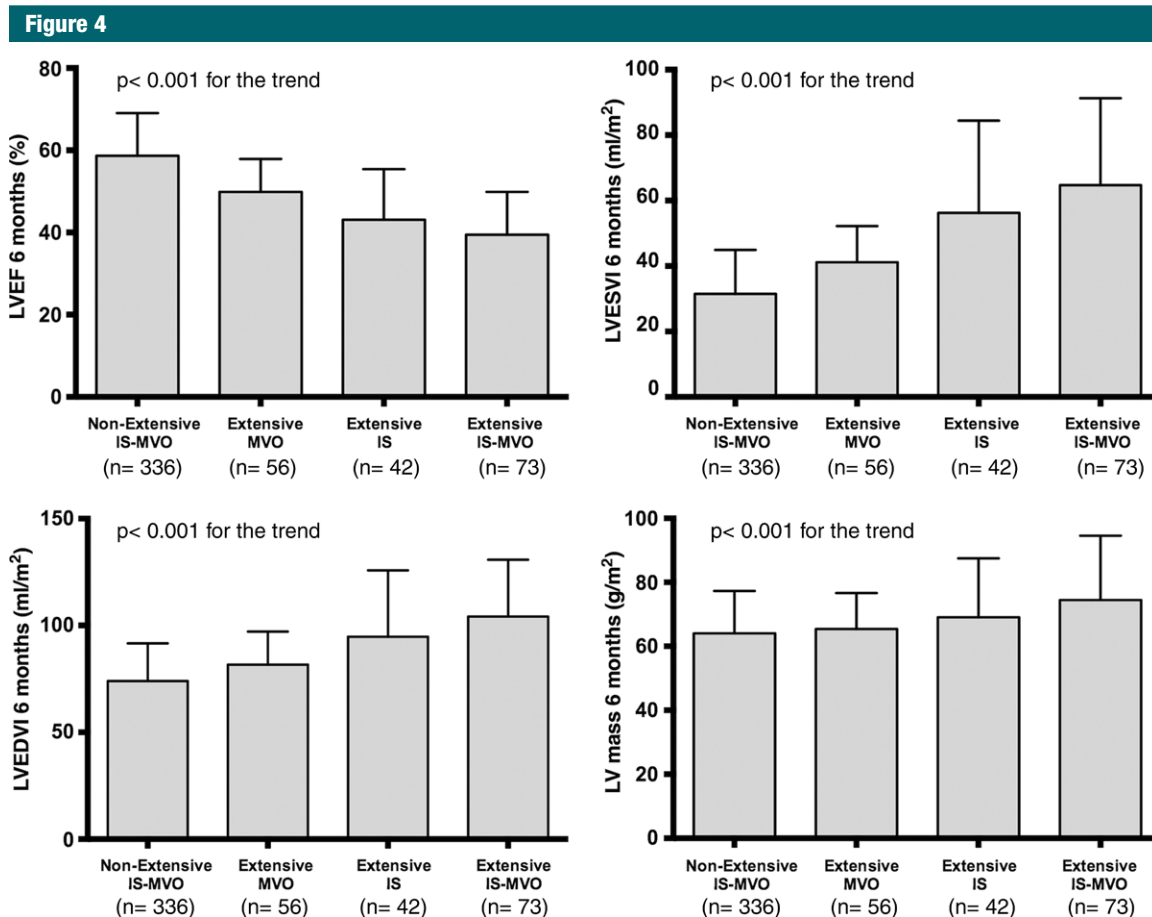 Figure 4
p< 0.001 for the trend
LVEF 6 months (%)
80
60
40
20
0
Non-Extensive
IS-MVO
(n= 336)
Extensive
MVO
(n= 56)
Extensive
IS
(n= 42)
Extensive
IS-MVO
(n= 73)
p< 0.001 for the trend
LVESVI 6 months (ml/m²)
100
80
60
40
20
0
Non-Extensive
IS-MVO
(n= 336)
Extensive
MVO
(n= 56)
Extensive
IS
(n= 42)
Extensive
IS-MVO
(n= 73)
p< 0.001 for the trend
LVEDVI 6 months (ml/m²)
150
100
50
0
Non-Extensive
IS-MVO
(n= 336)
Extensive
MVO
(n= 56)
Extensive
IS
(n= 42)
Extensive
IS-MVO
(n= 73)
p< 0.001 for the trend
LV mass 6 months (g/m²)
100
80
60
40
20
0
Non-Extensive
IS-MVO
(n= 336)
Extensive
MVO
(n= 56)
Extensive
IS
(n= 42)
Extensive
IS-MVO
(n= 73)